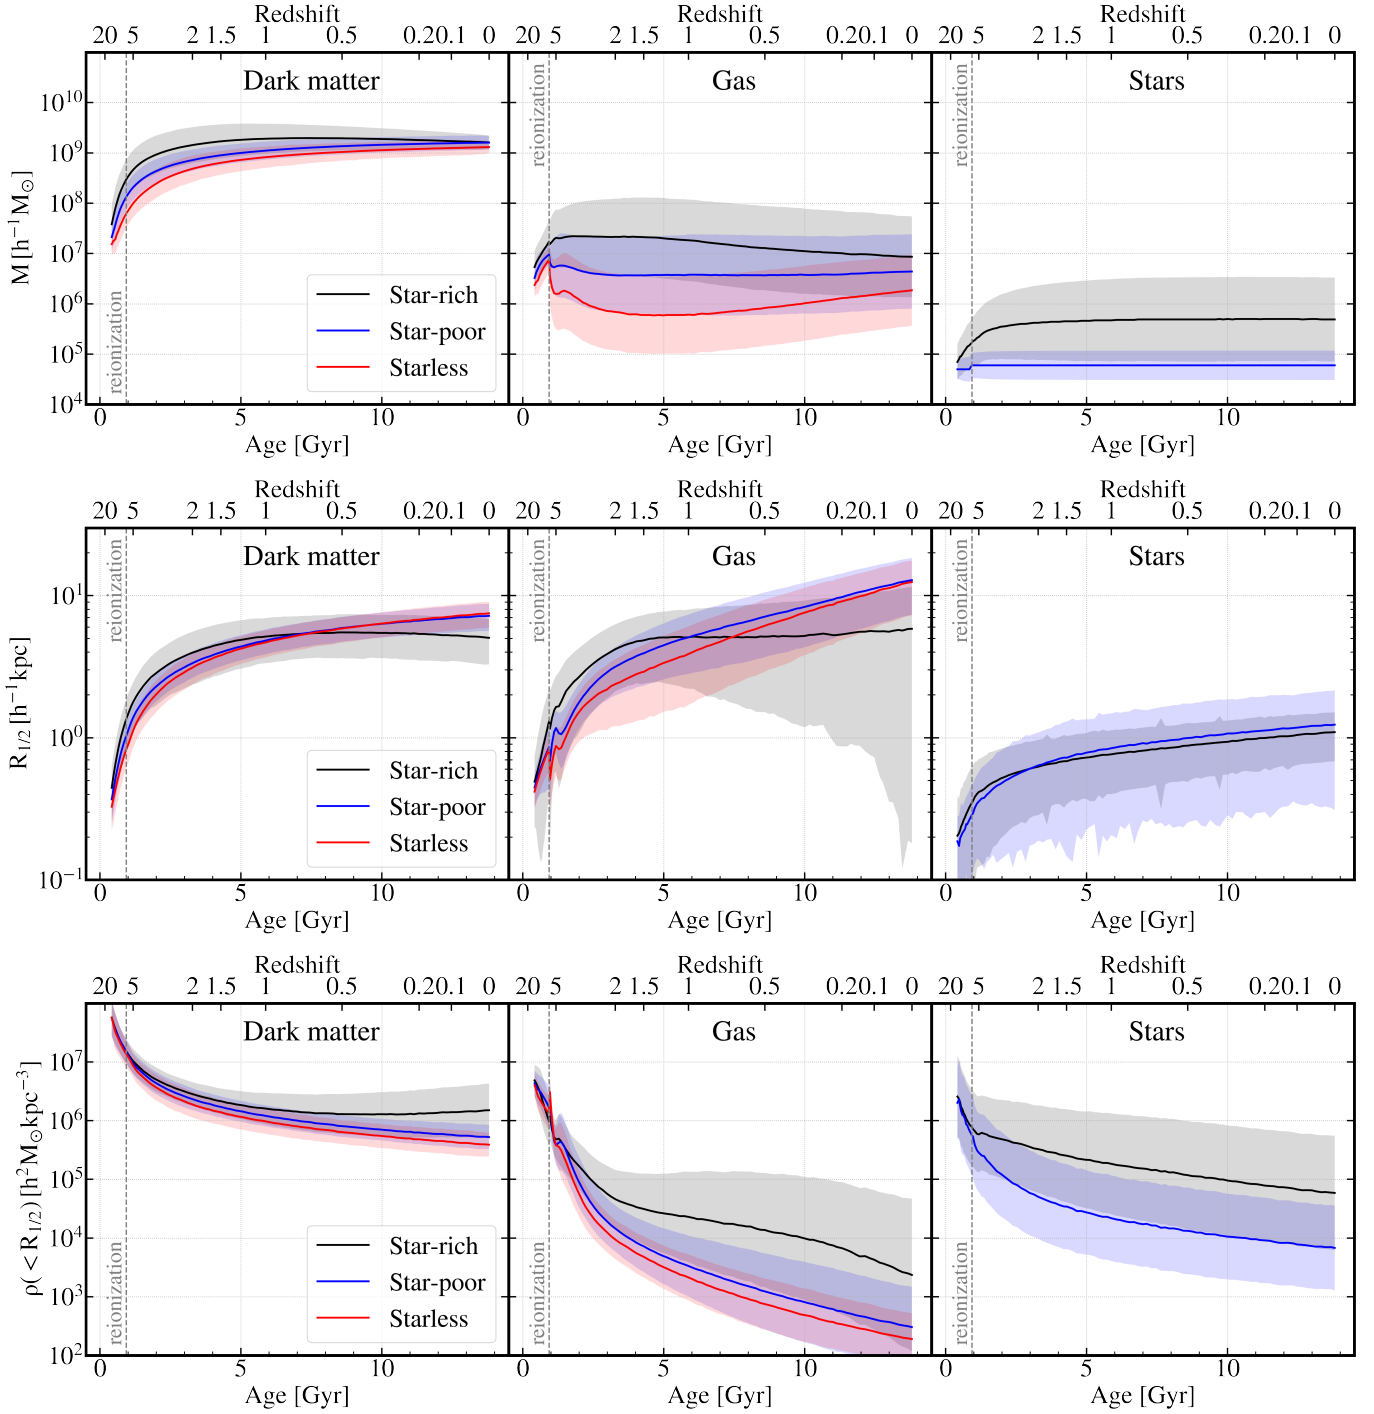 Redshift Redshift Redshift
20 5 2 1.5 1 0.5 0.2 0.1 0 20 5 2 1.5 1 0.5 0.2 0.1 0 20 5 2 1.5 1 0.5 0.2 0.1 0
Dark matter Gas Stars
M [h⁻¹M⊙]
10¹⁰
10⁹
10⁸
10⁷
10⁶
10⁵
10⁴
reionization reionization reionization
Star-rich
Star-poor
Starless
0 5 10 0 5 10 0 5 10
Age [Gyr] Age [Gyr] Age [Gyr]
Redshift Redshift Redshift
20 5 2 1.5 1 0.5 0.2 0.1 0 20 5 2 1.5 1 0.5 0.2 0.1 0 20 5 2 1.5 1 0.5 0.2 0.1 0
Dark matter Gas Stars
R₁/₂ [h⁻¹kpc]
10¹
10⁰
10⁻¹
reionization reionization reionization
Star-rich
Star-poor
Starless
0 5 10 0 5 10 0 5 10
Age [Gyr] Age [Gyr] Age [Gyr]
Redshift Redshift Redshift
20 5 2 1.5 1 0.5 0.2 0.1 0 20 5 2 1.5 1 0.5 0.2 0.1 0 20 5 2 1.5 1 0.5 0.2 0.1 0
Dark matter Gas Stars
ρ(< R₁/₂) [h²M⊙kpc⁻³]
10⁷
10⁶
10⁵
10⁴
10³
10²
reionization reionization reionization
Star-rich
Star-poor
Starless
0 5 10 0 5 10 0 5 10
Age [Gyr] Age [Gyr] Age [Gyr]